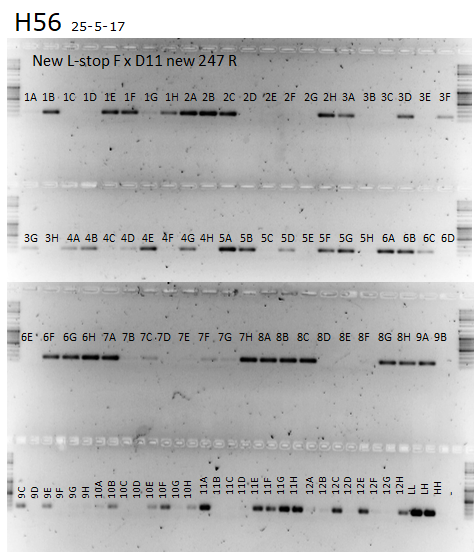 H56 25-5-17
New L-stop F x D11 new 247 R
1A 1B 1C 1D 1E 1F 1G 1H 2A 2B 2C 2D 2E 2F 2G 2H 3A 3B 3C 3D 3E 3F
3G 3H 4A 4B 4C 4D 4E 4F 4G 4H 5A 5B 5C 5D 5E 5F 5G 5H 6A 6B 6C 6D
6E 6F 6G 6H 7A 7B 7C 7D 7E 7F 7G 7H 8A 8B 8C 8D 8E 8F 8G 8H 9A 9B
9C 9D 9E 9F 9G 9H 10A 10B 10C 10D 10E 10F 10G 10H 11A 11B 11C 11D 11E 11F 11G 11H 12A 12B 12C 12D 12E 12F 12G 12H LL LH HH